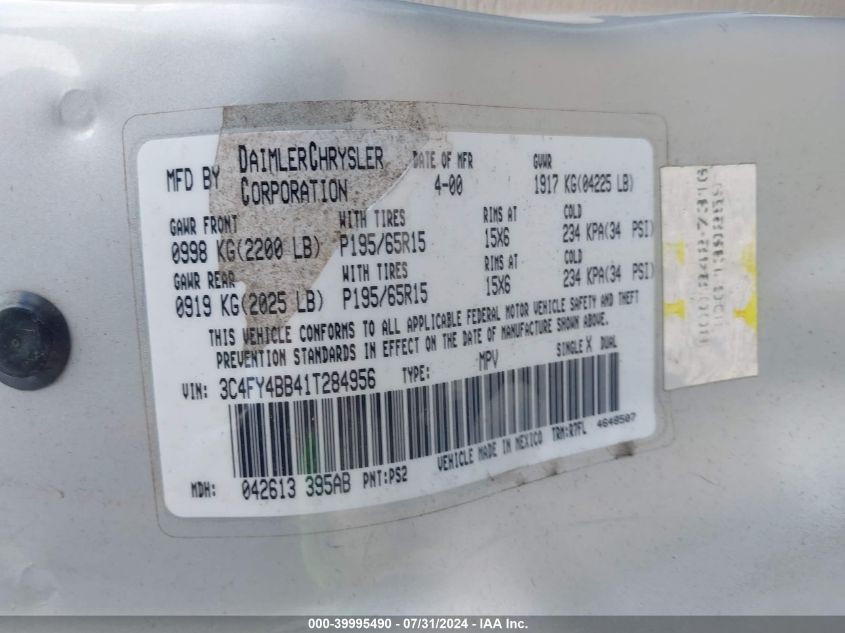 MFD BY DAIMLERCHRYSLER CORPORATION DATE OF MFR 4-00 GVWR 1917 KG(04225 LB)
GAWR FRONT WITH TIRES RIMS AT COLD
0998 KG(2200 LB) P195/65R15 15X6 234 KPA(34 PSI)
GAWR REAR WITH TIRES RIMS AT COLD
0919 KG(2025 LB) P195/65R15 15X6 234 KPA(34 PSI)
THIS VEHICLE CONFORMS TO ALL APPLICABLE FEDERAL MOTOR VEHICLE SAFETY AND THEFT
PREVENTION STANDARDS IN EFFECT ON THE DATE OF MANUFACTURE SHOWN ABOVE.
VIN: 3C4FY4BB41T284956 TYPE: MPV SINGLE X DUAL
MDH: 042613 395AB PNT:PS2 VEHICLE MADE IN MEXICO TRM:R7FL 4648507
000-39995490 - 07/31/2024 - IAA Inc.